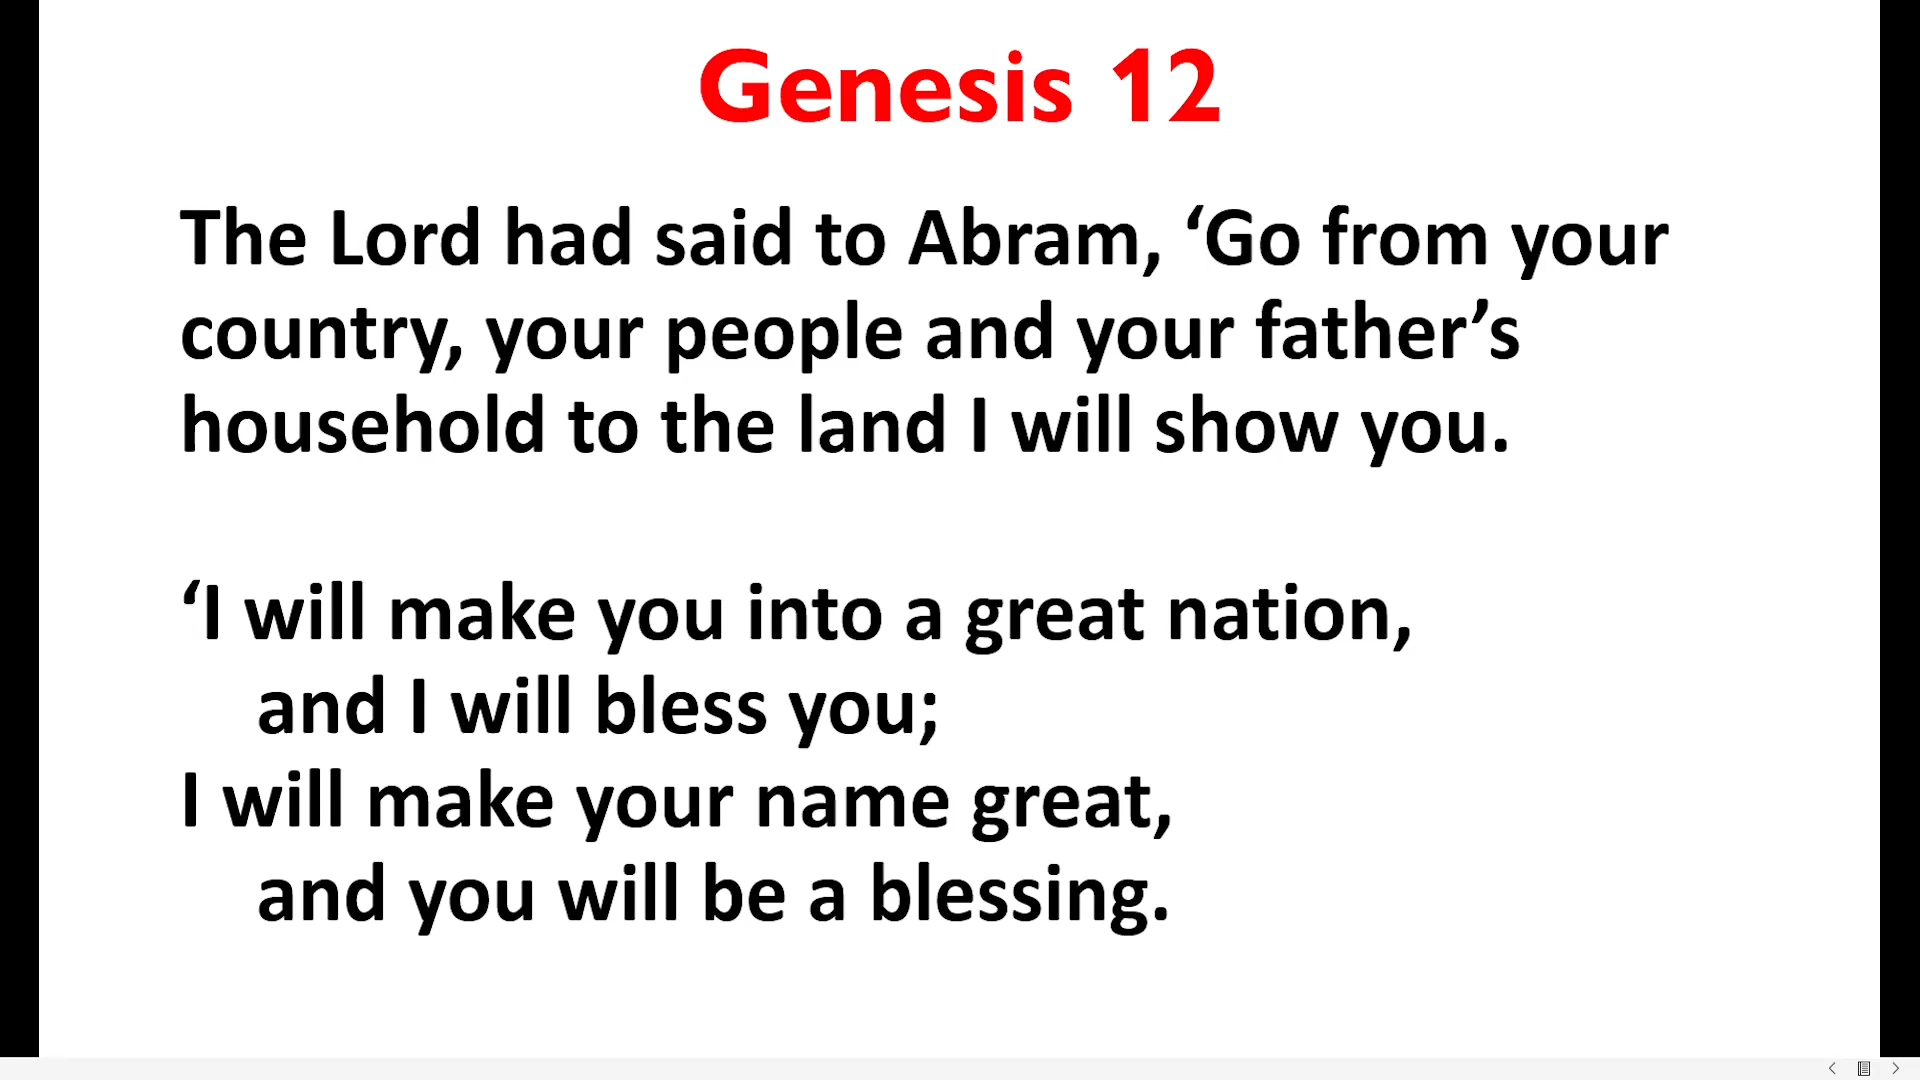 Genesis 12
The Lord had said to Abram, ‘Go from your
country, your people and your father’s
household to the land I will show you.
‘I will make you into a great nation,
and I will bless you;
I will make your name great,
and you will be a blessing.